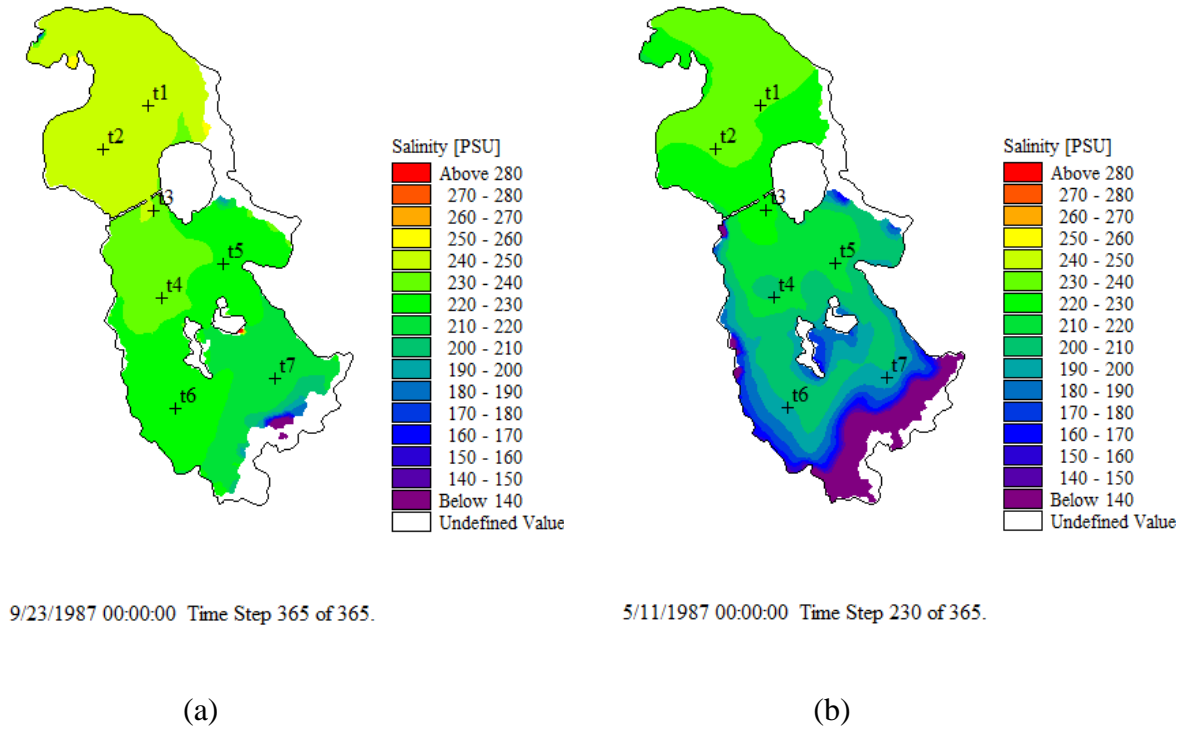 t1
t2
t3
t5
t4
t7
t6
Salinity [PSU]
Above 280
270 - 280
260 - 270
250 - 260
240 - 250
230 - 240
220 - 230
210 - 220
200 - 210
190 - 200
180 - 190
170 - 180
160 - 170
150 - 160
140 - 150
Below 140
Undefined Value
9/23/1987 00:00:00 Time Step 365 of 365.
(a)
t1
t2
t3
t5
t4
t7
t6
Salinity [PSU]
Above 280
270 - 280
260 - 270
250 - 260
240 - 250
230 - 240
220 - 230
210 - 220
200 - 210
190 - 200
180 - 190
170 - 180
160 - 170
150 - 160
140 - 150
Below 140
Undefined Value
5/11/1987 00:00:00 Time Step 230 of 365.
(b)